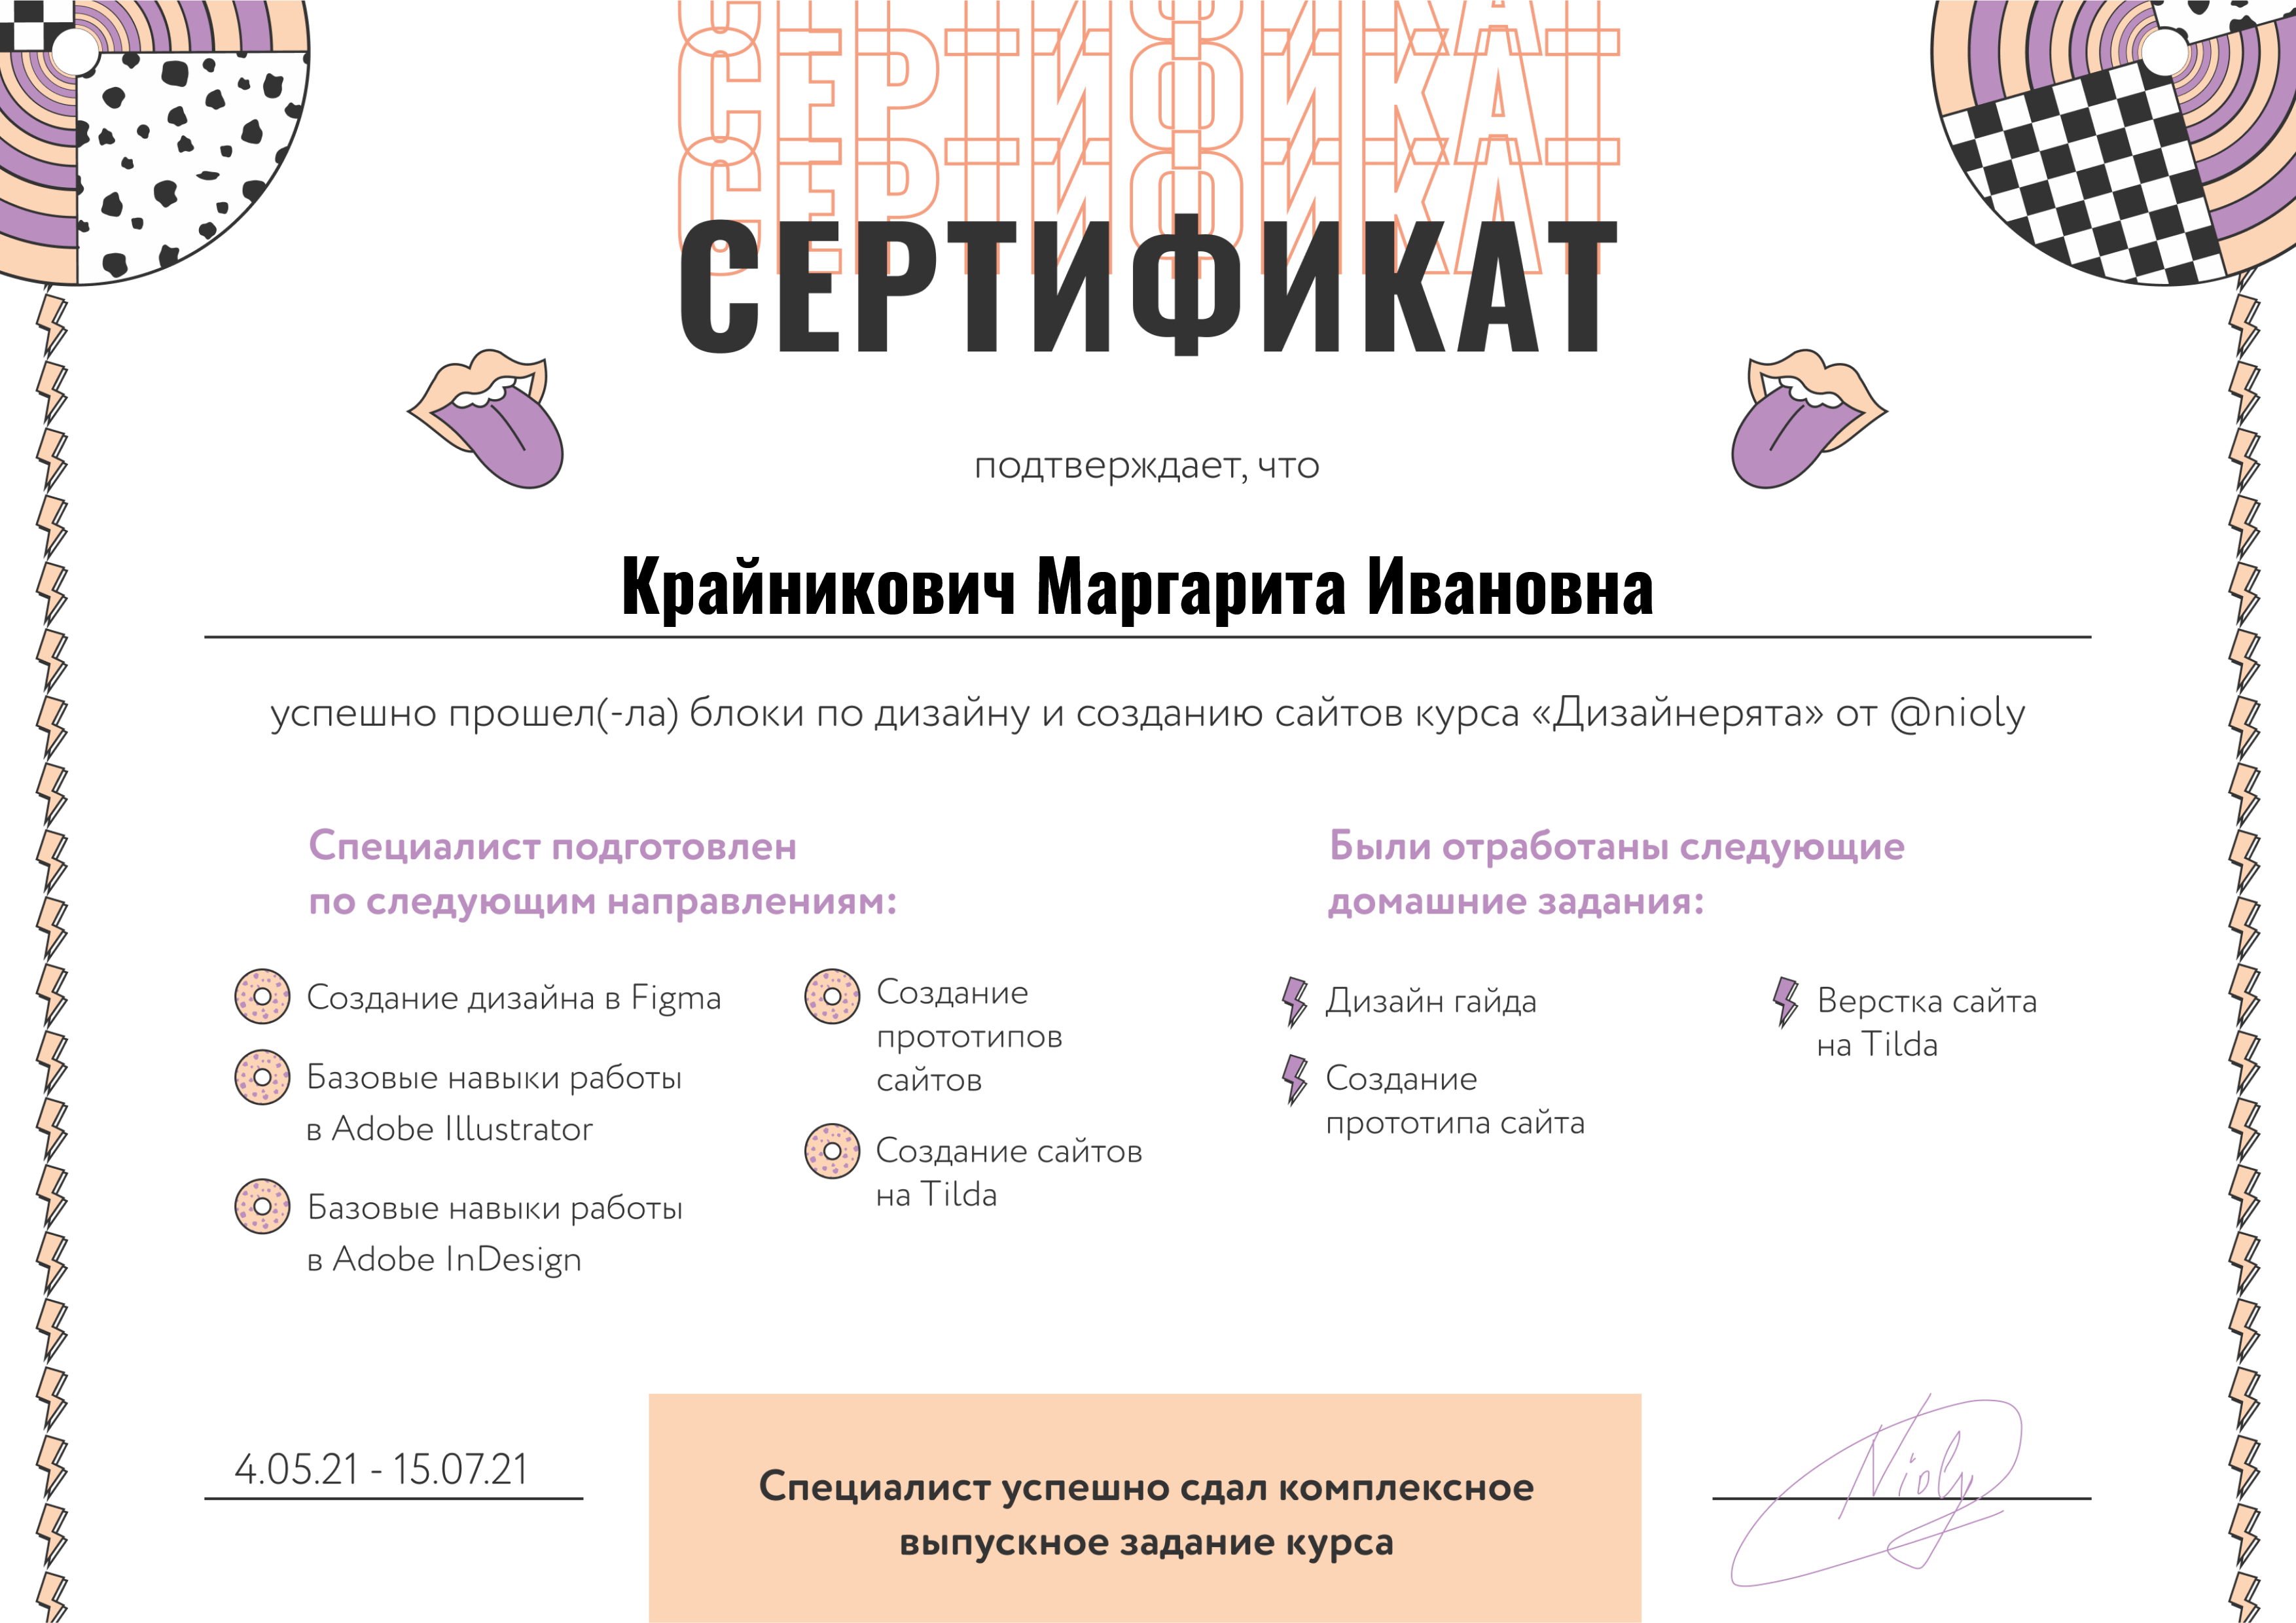 СЕРТИФИКАТ
СЕРТИФИКАТ
СЕРТИФИКАТ
СЕРТИФИКАТ
подтверждает, что
Крайникович Маргарита Ивановна
успешно прошел(-ла) блоки по дизайну и созданию сайтов курса «Дизайнерята» от @nioly
Специалист подготовлен
по следующим направлениям:
Создание дизайна в Figma
Базовые навыки работы
в Adobe Illustrator
Базовые навыки работы
в Adobe InDesign
Создание
прототипов
сайтов
Создание сайтов
на Tilda
Были отработаны следующие
домашние задания:
Дизайн гайда
Создание
прототипа сайта
Верстка сайта
на Tilda
4.05.21 - 15.07.21
Специалист успешно сдал комплексное
выпускное задание курса
Nioly